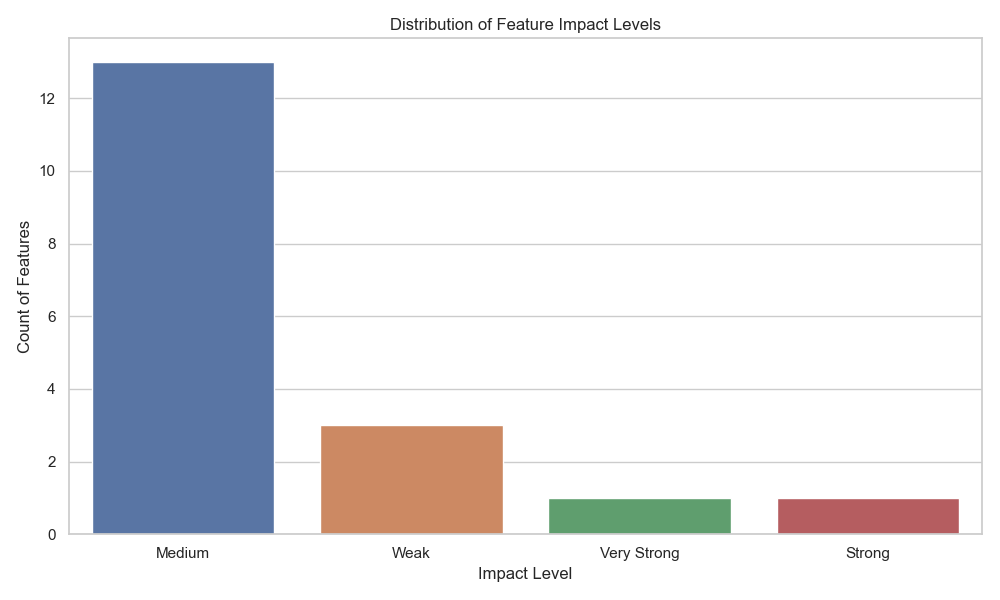 Distribution of Feature Impact Levels
Count of Features
12
10
8
6
4
2
0
Medium Weak Very Strong Strong
Impact Level